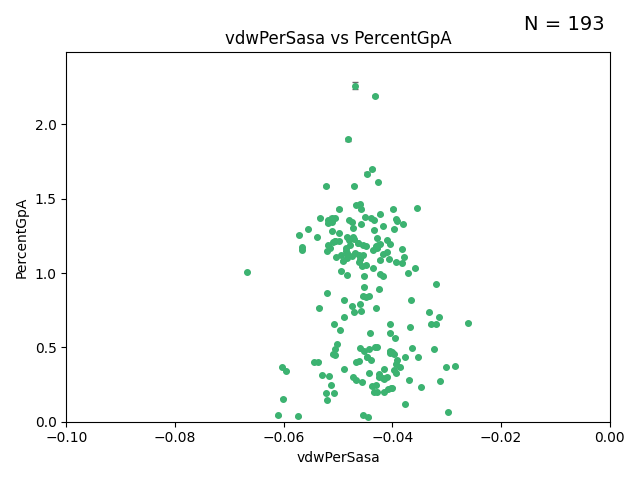 N = 193
vdwPerSasa vs PercentGpA
PercentGpA
2.0
1.5
1.0
0.5
0.0
−0.10 −0.08 −0.06 −0.04 −0.02 0.00
vdwPerSasa